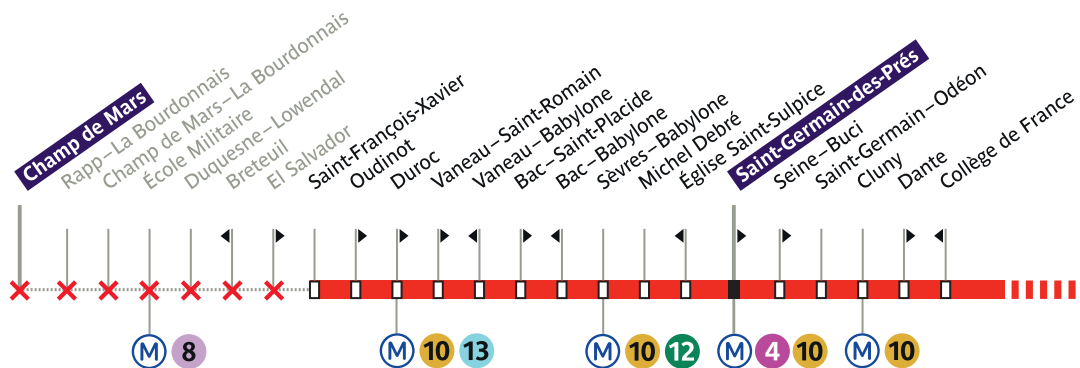 Champ de Mars
Rapp–La Bourdonnais
Champ de Mars–La Bourdonnais
École Militaire
Duquesne–Lowendal
Breteuil
El Salvador
Saint-François-Xavier
Oudinot
Duroc
Vaneau–Saint-Romain
Vaneau–Babylone
Bac–Saint-Placide
Bac–Babylone
Sèvres–Babylone
Michel Debré
Église Saint-Sulpice
Saint-Germain-des-Prés
Seine–Buci
Saint-Germain–Odéon
Cluny
Dante
Collège de France
M 8
M 10 13
M 10 12
M 4 10
M 10